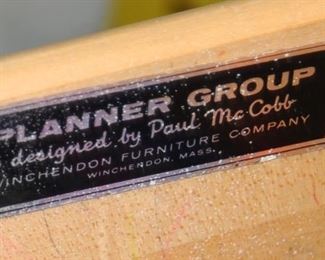 PLANNER GROUP
designed by Paul McCobb
WINCHENDON FURNITURE COMPANY
WINCHENDON, MASS.